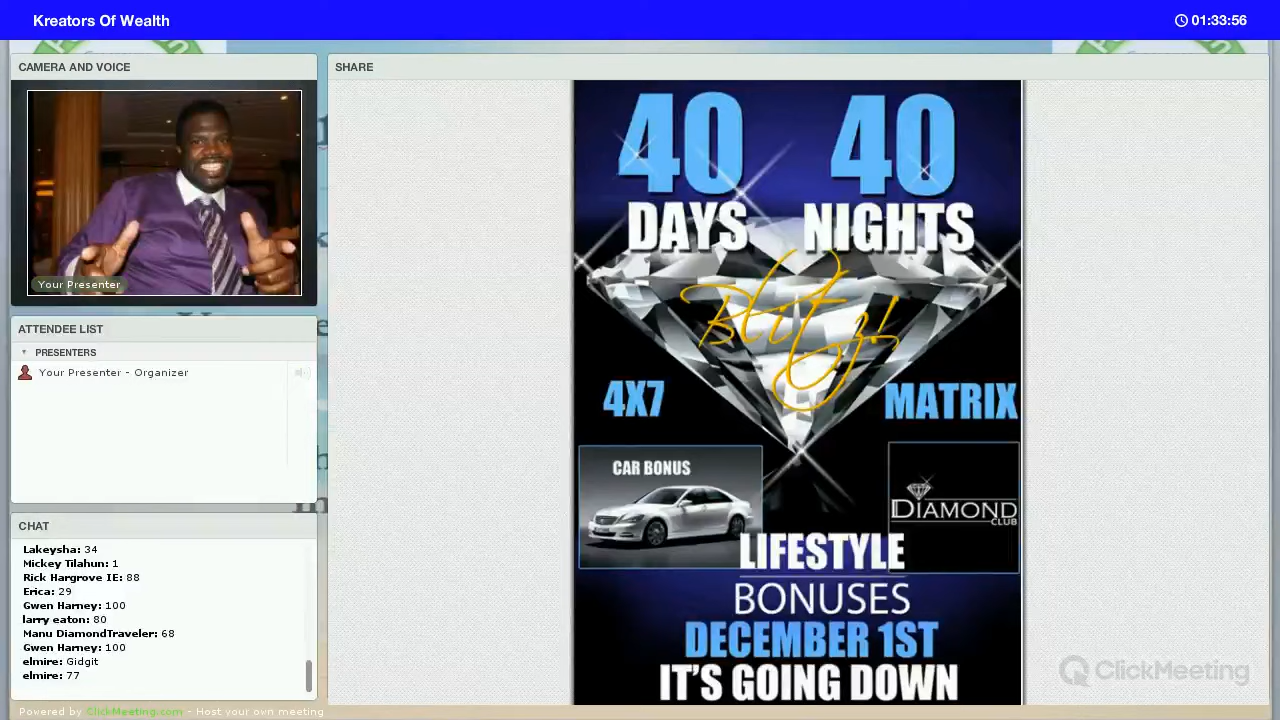 Kreators Of Wealth
01:33:56
CAMERA AND VOICE
Your Presenter
ATTENDEE LIST
PRESENTERS
Your Presenter - Organizer
CHAT
Lakeysha: 34
Mickey Tilahun: 1
Rick Hargrove IE: 88
Erica: 29
Gwen Harney: 100
larry eaton: 80
Manu DiamondTraveler: 68
Gwen Harney: 100
elmire: Gidgit
elmire: 77
Powered by ClickMeeting.com - Host your own meeting
SHARE
40 40
DAYS NIGHTS
Blitz!
4X7 MATRIX
CAR BONUS
DIAMOND
CLUB
LIFESTYLE
BONUSES
DECEMBER 1ST
IT'S GOING DOWN
ClickMeeting